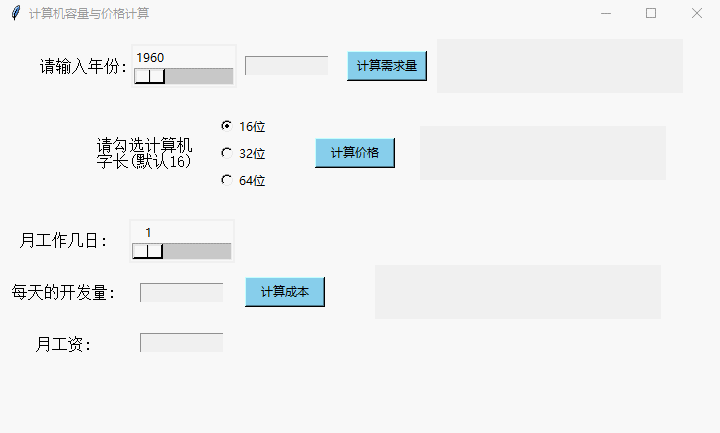 计算机容量与价格计算
请输入年份:
1960
计算需求量
请勾选计算机
字长(默认16)
16位
32位
64位
计算价格
月工作几日:
1
每天的开发量:
计算成本
月工资: